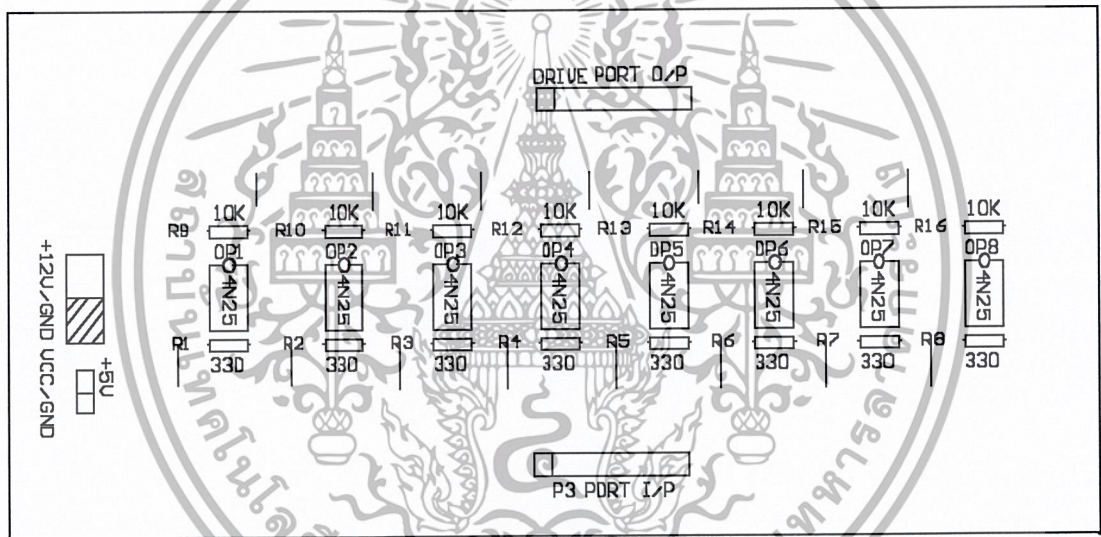 DRIVE PORT O/P
10K 10K 10K 10K 10K 10K 10K 10K
R9 R10 R11 R12 R13 R14 R15 R16
OP1 OP2 OP3 OP4 OP5 OP6 OP7 OP8
4N25 4N25 4N25 4N25 4N25 4N25 4N25 4N25
R1 R2 R3 R4 R5 R6 R7 R8
330 330 330 330 330 330 330 330
+12V/GND VCC/GND
+5V
P3 PORT I/P